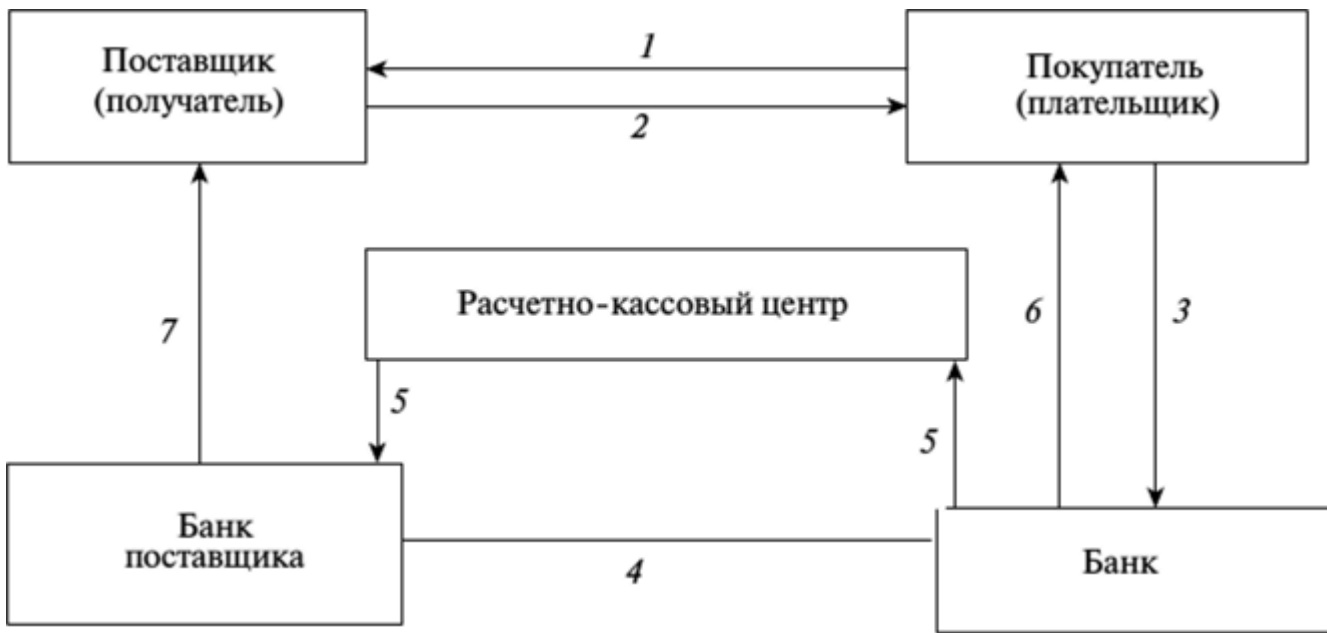 Поставщик
(получатель)
1
2
Покупатель
(плательщик)
7
Расчетно-кассовый центр
6
3
5
5
Банк
поставщика
4
Банк